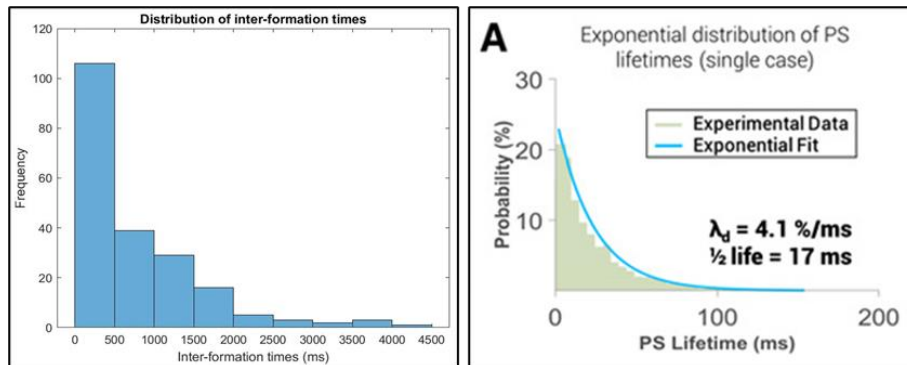 Distribution of inter-formation times
120
100
80
60
40
20
0
Frequency
0 500 1000 1500 2000 2500 3000 3500 4000 4500
Inter-formation times (ms)
A
Exponential distribution of PS
lifetimes (single case)
30
20
10
Probability (%)
Experimental Data
Exponential Fit
λd = 4.1 %/ms
½ life = 17 ms
0 100 200
PS Lifetime (ms)